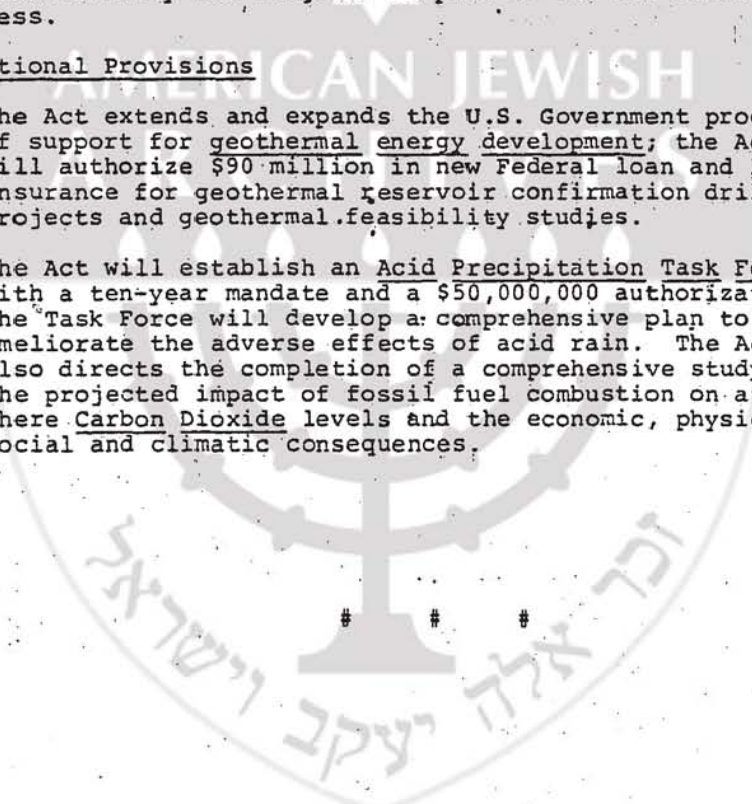 ess.
tional Provisions
AMERICAN JEWISH
he Act extends and expands the U.S. Government pro
f support for geothermal energy development; the A
ill authorize $90 million in new Federal loan and
nsurance for geothermal reservoir confirmation dri
rojects and geothermal feasibility studies.
he Act will establish an Acid Precipitation Task F
ith a ten-year mandate and a $50,000,000 authoriza
he Task Force will develop a comprehensive plan to
meliorate the adverse effects of acid rain. The A
lso directs the completion of a comprehensive study
he projected impact of fossil fuel combustion on a
here Carbon Dioxide levels and the economic, physi
ocial and climatic consequences.
# # #
זכר אלה יעקב וישראל